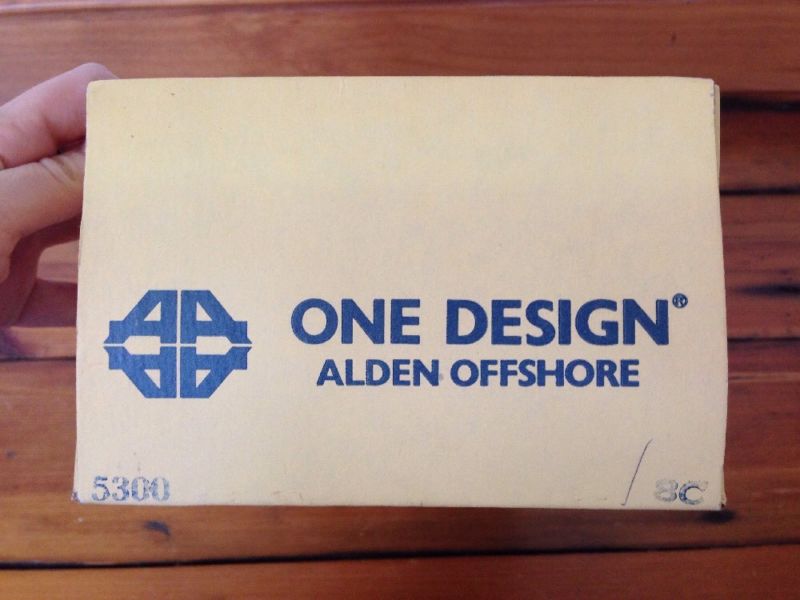 ONE DESIGN®
ALDEN OFFSHORE
5300
8C